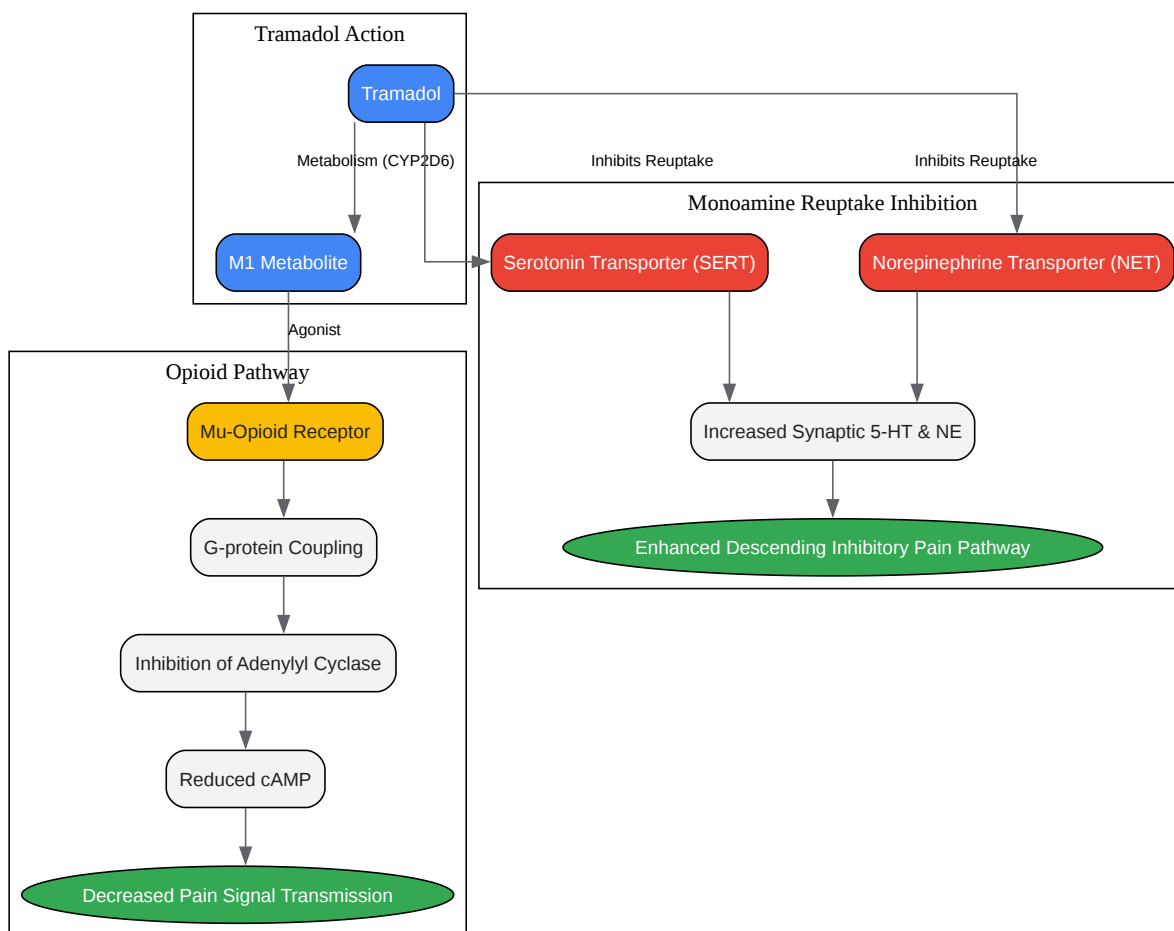 Tramadol Action
Tramadol
Metabolism (CYP2D6)
Inhibits Reuptake
Inhibits Reuptake
Monoamine Reuptake Inhibition
M1 Metabolite
Serotonin Transporter (SERT)
Norepinephrine Transporter (NET)
Agonist
Opioid Pathway
Mu-Opioid Receptor
Increased Synaptic 5-HT & NE
G-protein Coupling
Enhanced Descending Inhibitory Pain Pathway
Inhibition of Adenylyl Cyclase
Reduced cAMP
Decreased Pain Signal Transmission